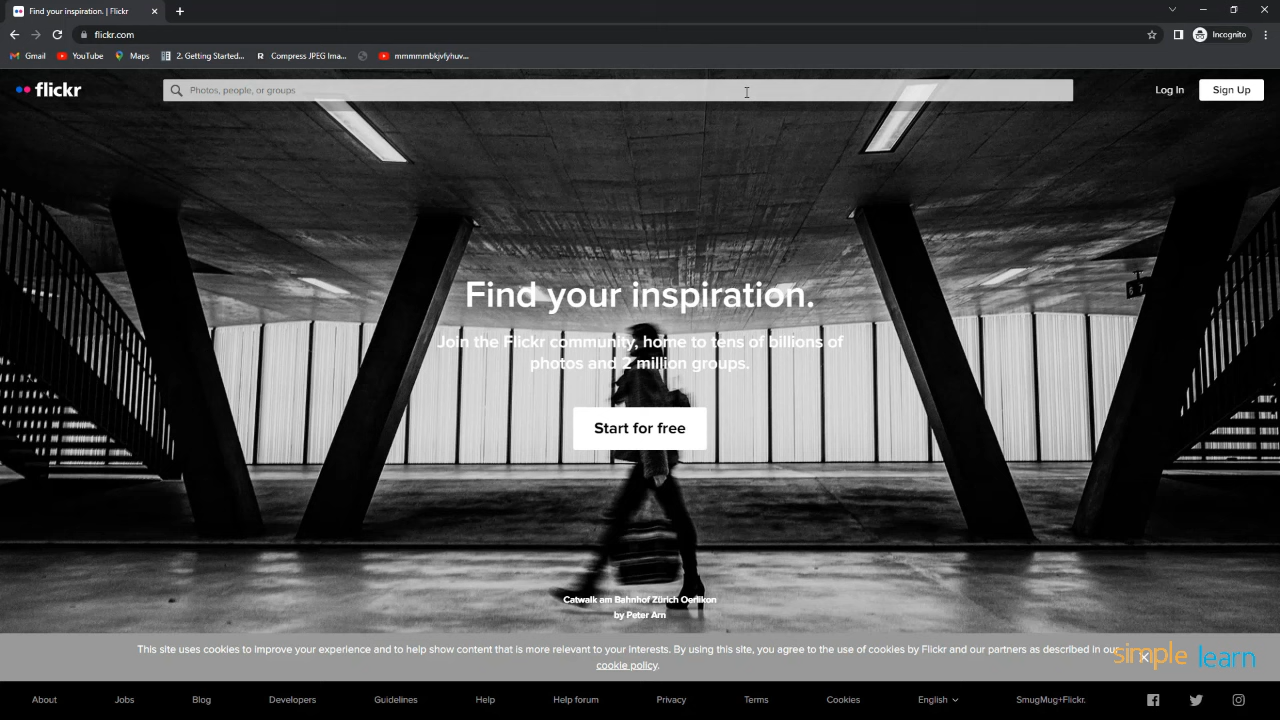 Find your inspiration. | Flickr
flickr.com
Incognito
Gmail
YouTube
Maps
2. Getting Started...
Compress JPEG Ima...
mmmmmbkjvfyhuv...
flickr
Photos, people, or groups
Log In
Sign Up
Find your inspiration.
Join the Flickr community, home to tens of billions of
photos and 2 million groups.
Start for free
Catwalk am Bahnhof Zürich Oerlikon
by Peter Arn
This site uses cookies to improve your experience and to help show content that is more relevant to your interests. By using this site, you agree to the use of cookies by Flickr and our partners as described in our
cookie policy.
simple learn
About
Jobs
Blog
Developers
Guidelines
Help
Help forum
Privacy
Terms
Cookies
English
SmugMug+Flickr.